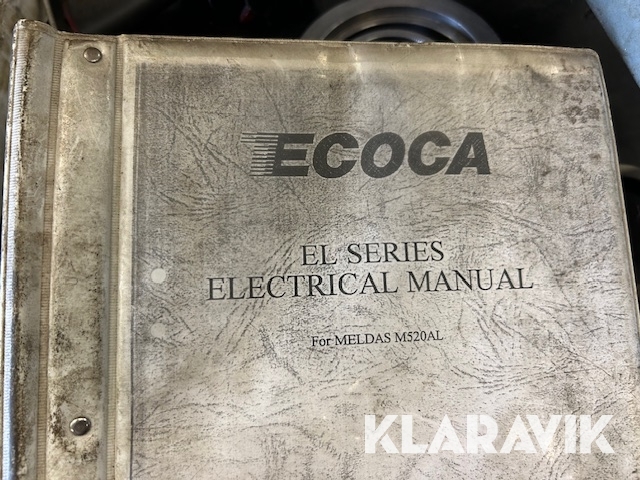 ECOCA
EL SERIES
ELECTRICAL MANUAL
For MELDAS M520AL
KLARAVIK